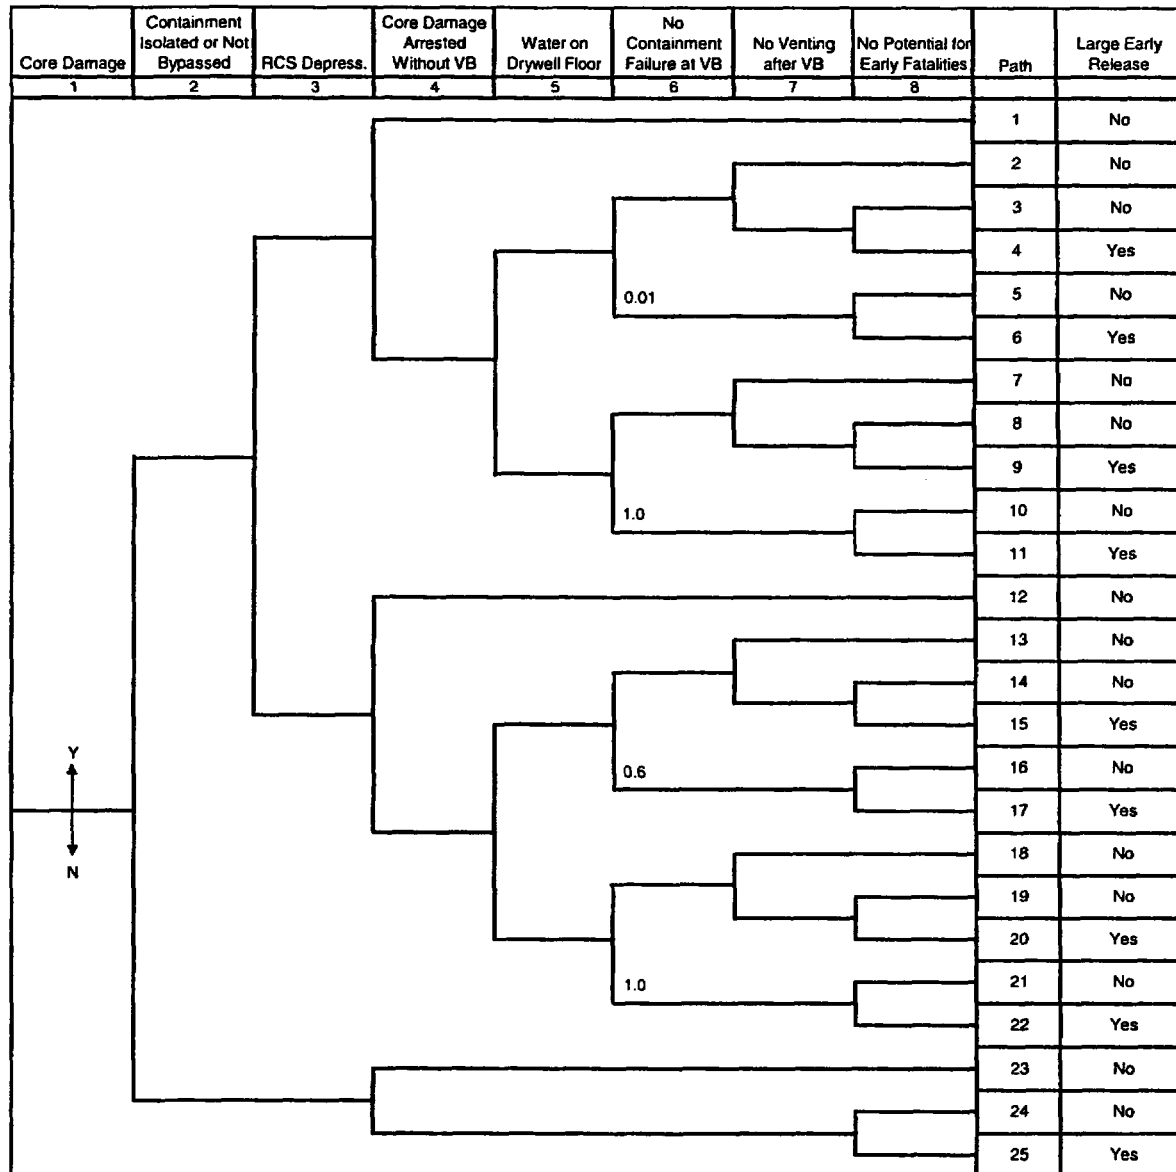 Core Damage
Containment
Isolated or Not
Bypassed
RCS Depress.
Core Damage
Arrested
Without VB
Water on
Drywell Floor
No
Containment
Failure at VB
No Venting
after VB
No Potential for
Early Fatalities
Path
Large Early
Release
1 2 3 4 5 6 7 8
1 No
2 No
3 No
4 Yes
0.01
5 No
6 Yes
7 No
8 No
9 Yes
1.0
10 No
11 Yes
12 No
13 No
14 No
15 Yes
0.6
16 No
17 Yes
Y
N
18 No
19 No
20 Yes
1.0
21 No
22 Yes
23 No
24 No
25 Yes